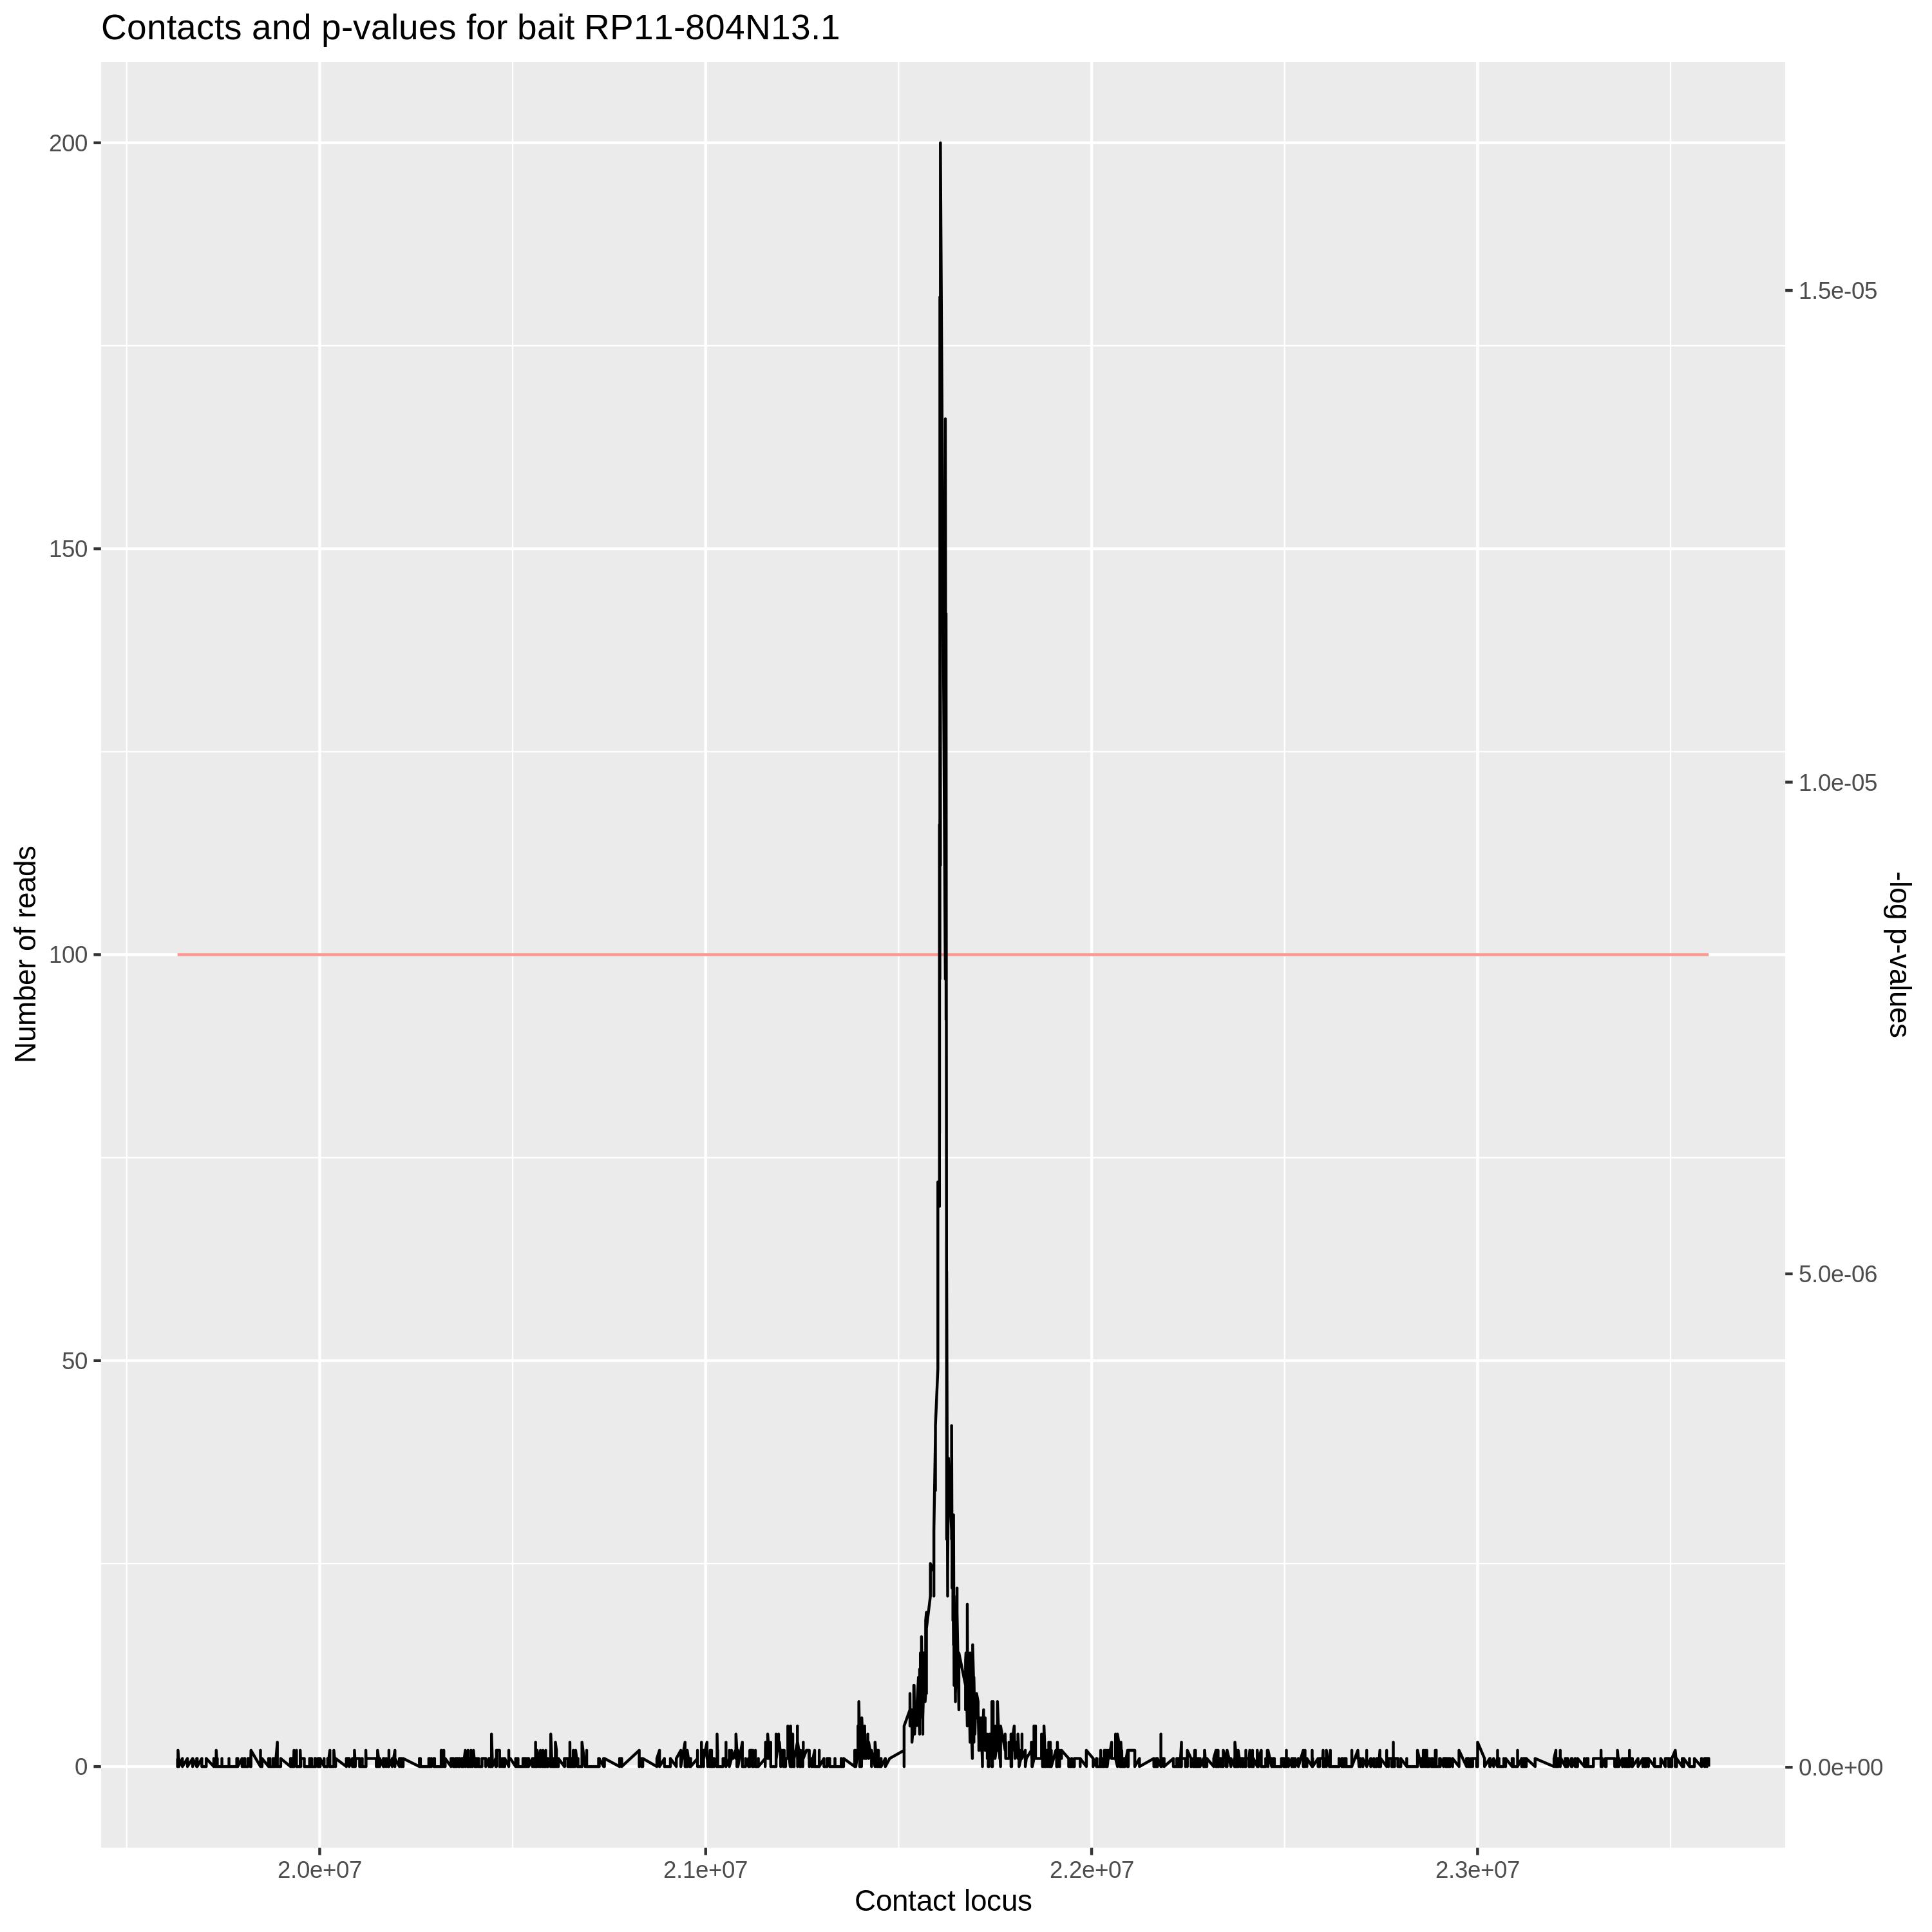 Contacts and p-values for bait RP11-804N13.1
200
150
100
50
0
Number of reads
1.5e-05
1.0e-05
5.0e-06
0.0e+00
-log p-values
2.0e+07
2.1e+07
2.2e+07
2.3e+07
Contact locus